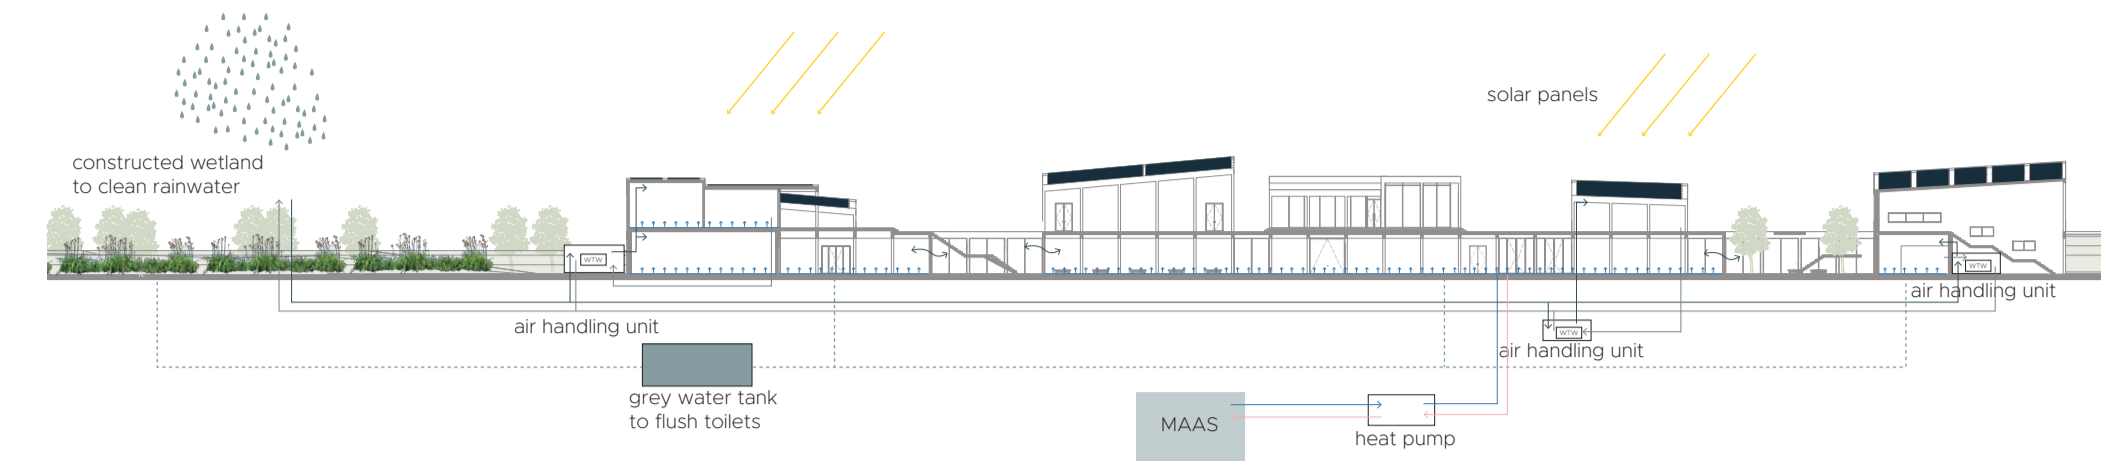 solar panels
constructed wetland
to clean rainwater
WTW
WTW
air handling unit
air handling unit
WTW
air handling unit
grey water tank
to flush toilets
MAAS
heat pump